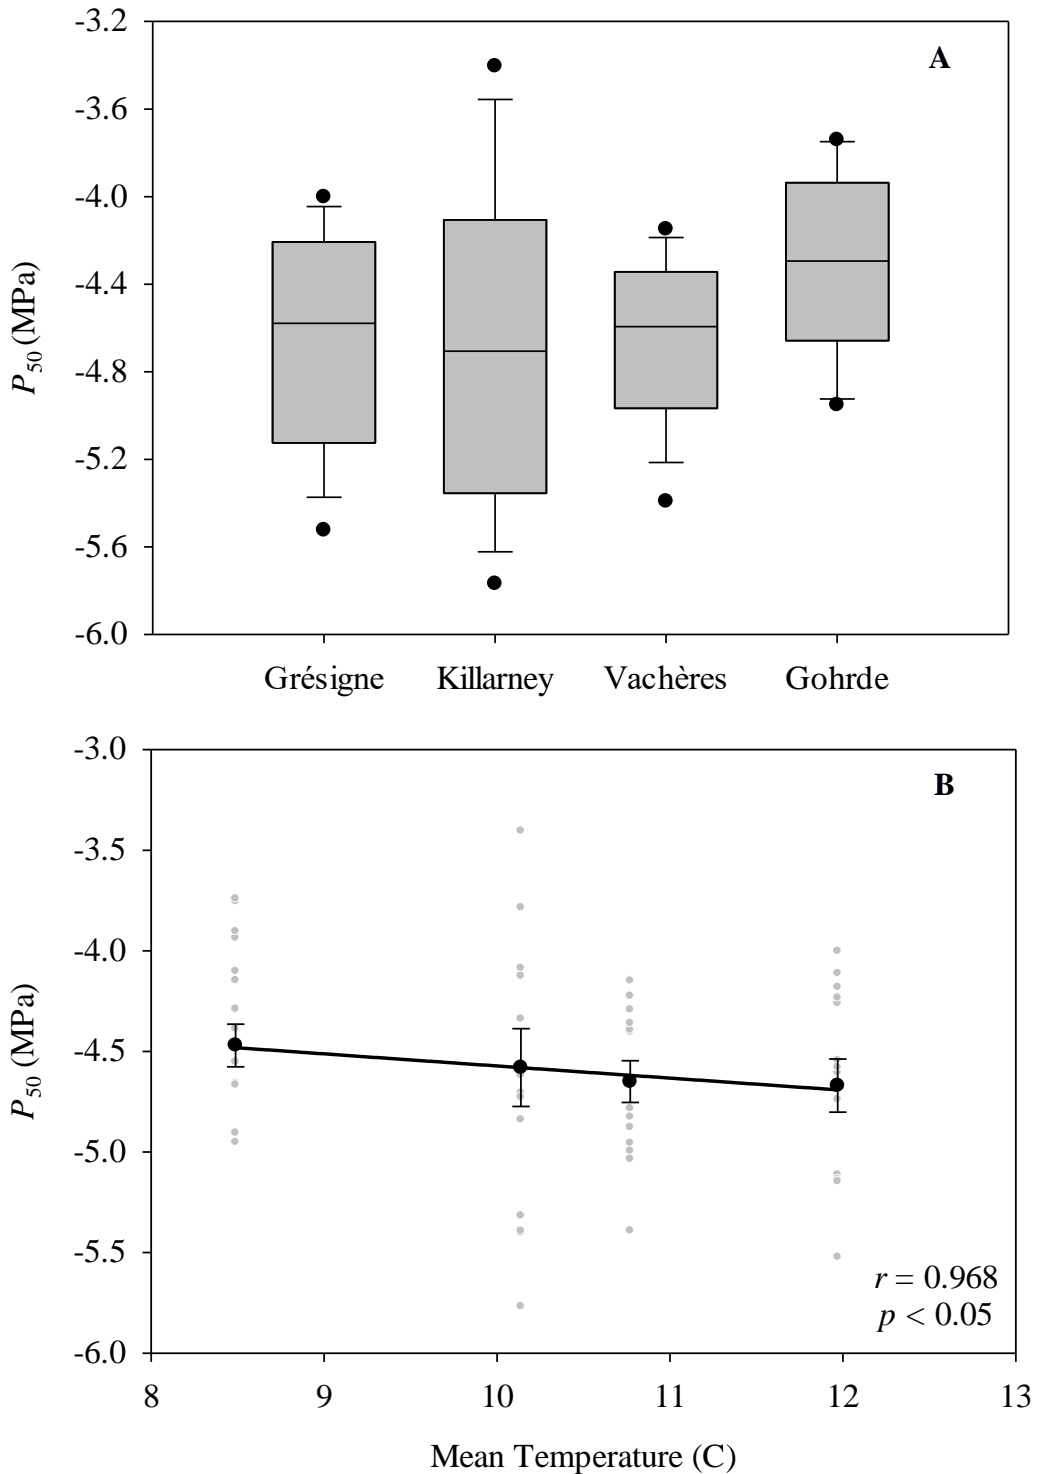 A
-3.2
-3.6
-4.0
-4.4
-4.8
-5.2
-5.6
-6.0
P50 (MPa)
Grésigne Killarney Vachères Gohrde
B
-3.0
-3.5
-4.0
-4.5
-5.0
-5.5
-6.0
P50 (MPa)
r = 0.968
p < 0.05
8 9 10 11 12 13
Mean Temperature (C)